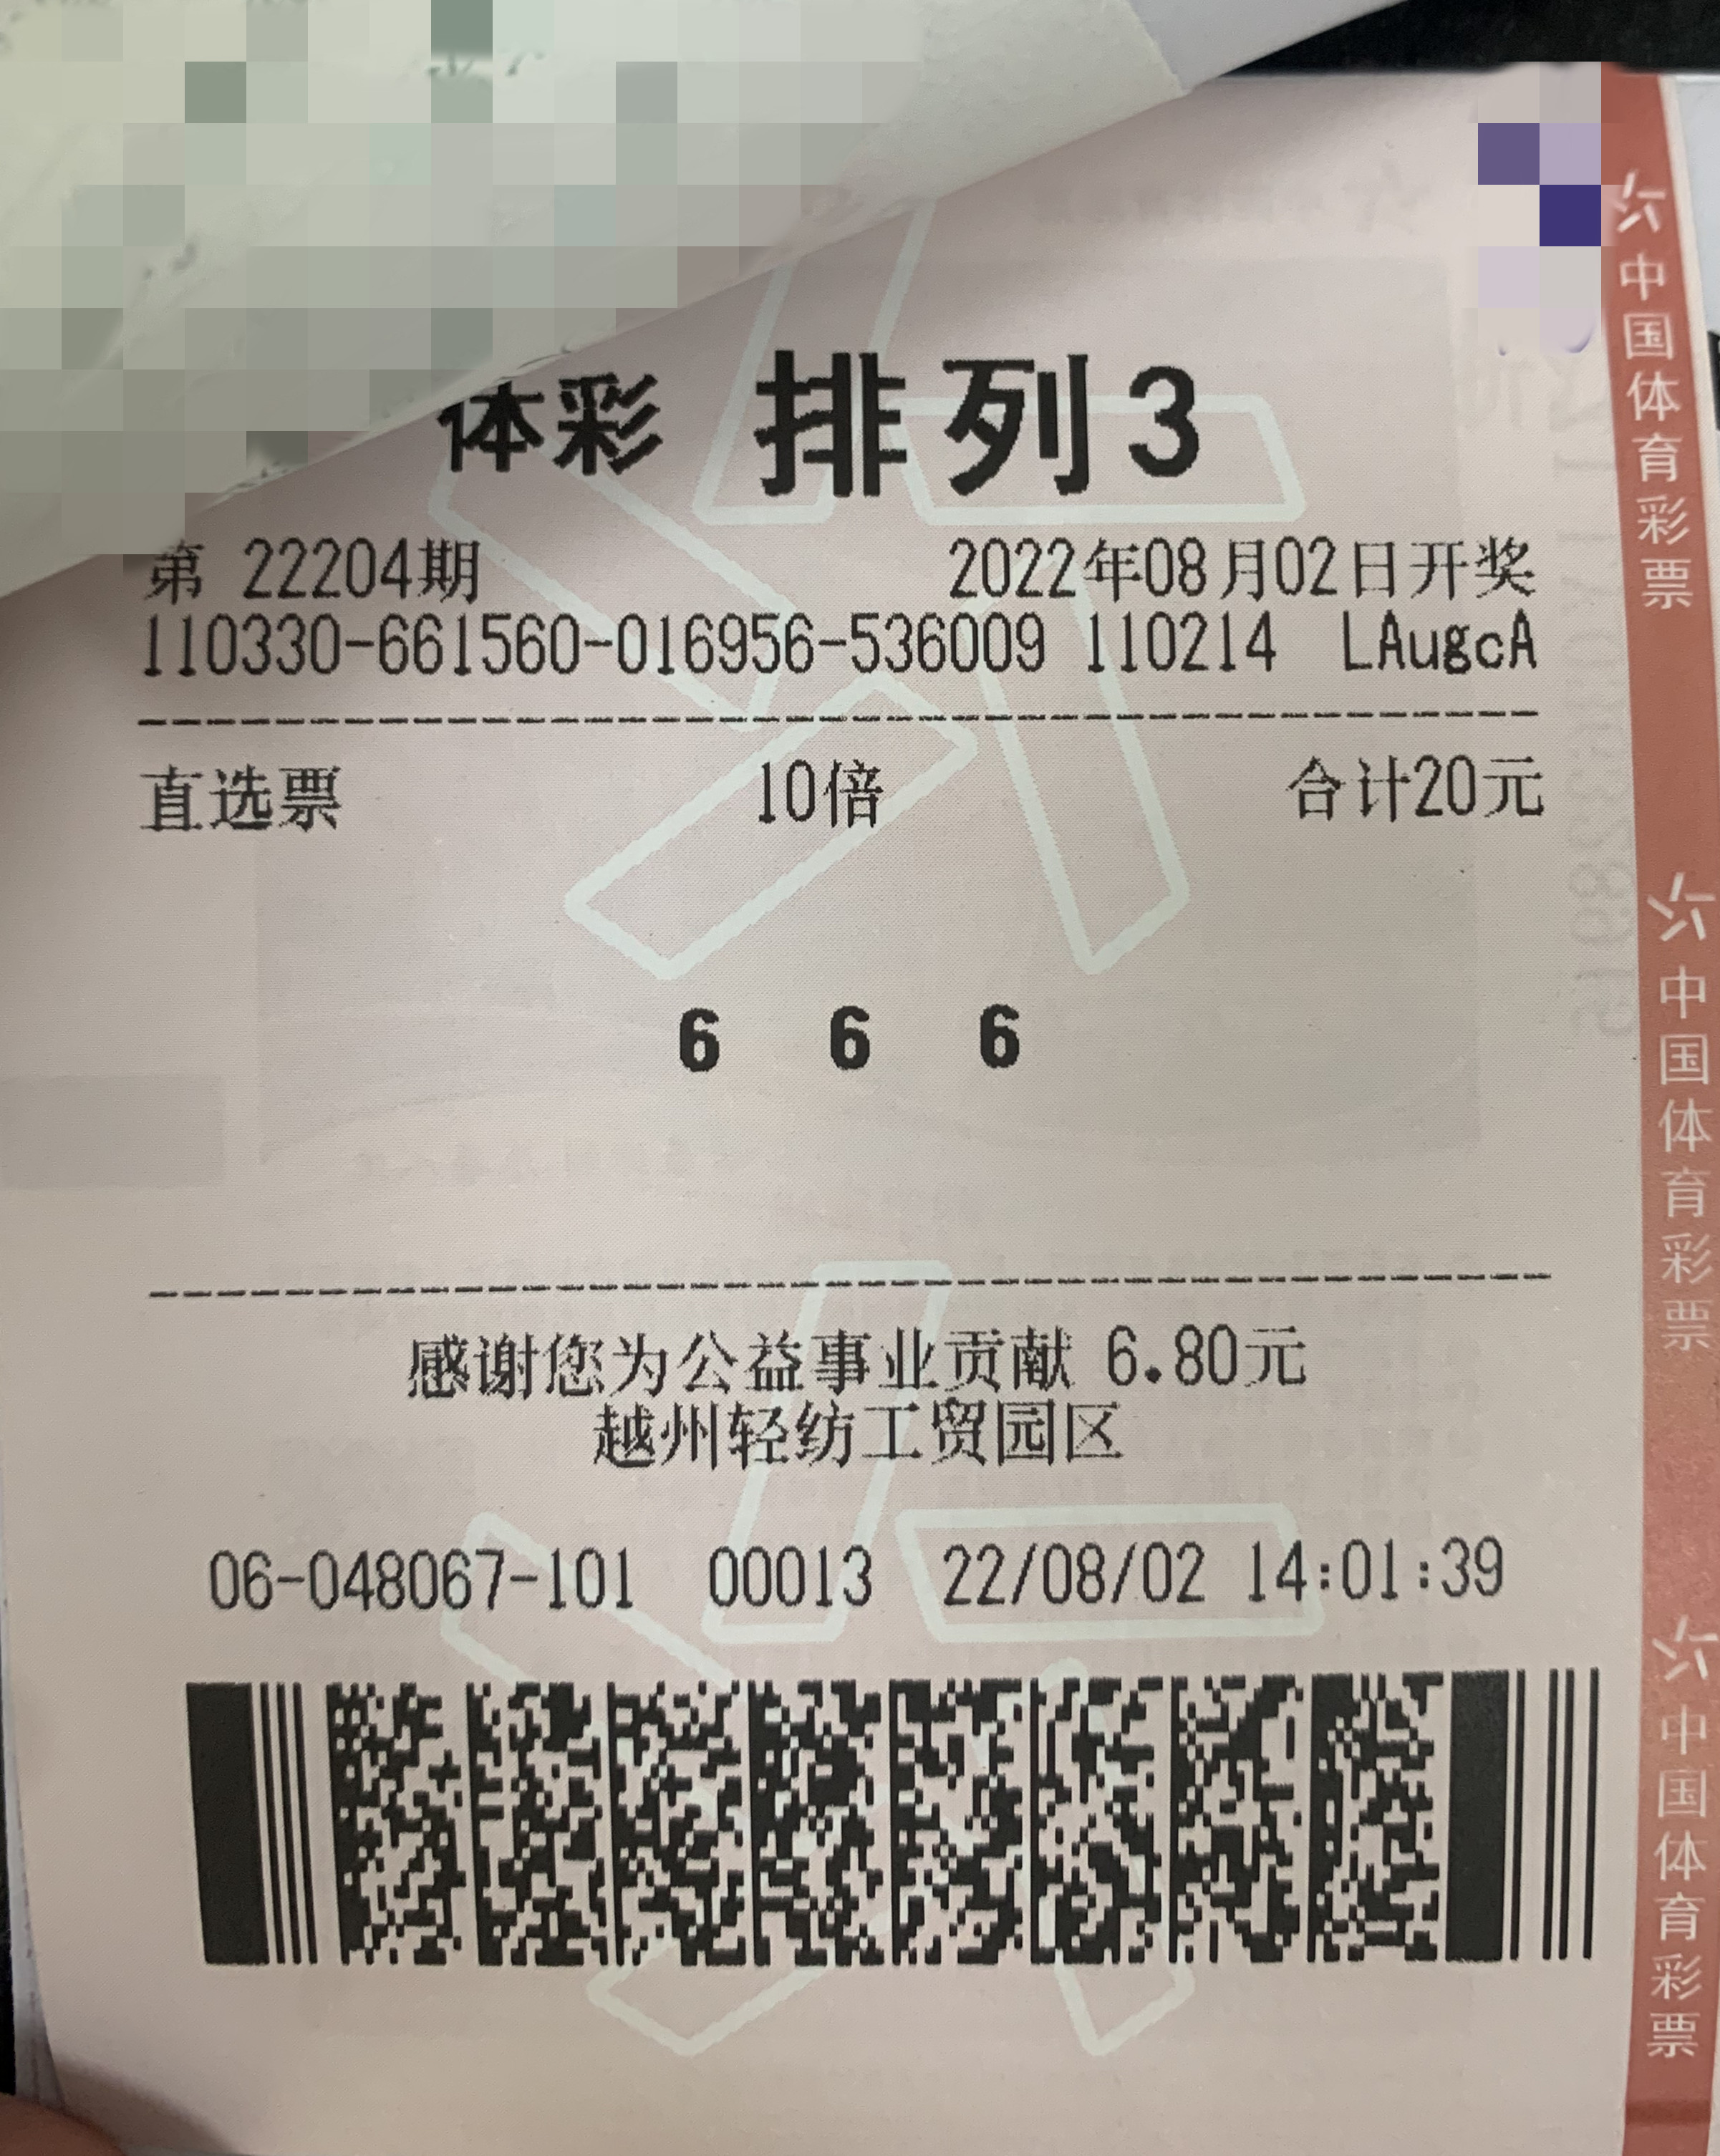 体彩 排列3
第 22204期 2022年08月02日开奖
110330-661560-016956-536009 110214 LAugcA
直选票 10倍 合计20元
6 6 6
感谢您为公益事业贡献 6.80元
越州轻纺工贸园区
06-048067-101 00013 22/08/02 14:01:39
中国体育彩票
中国体育彩票
中国体育彩票